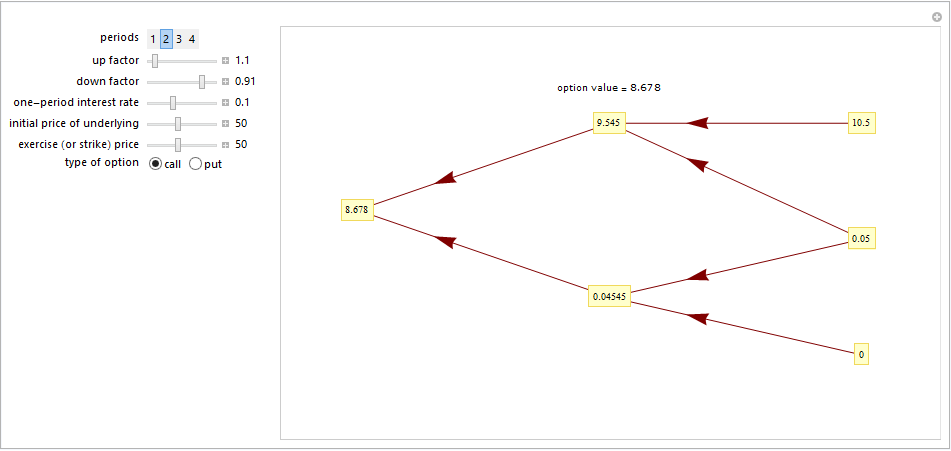 periods 1 2 3 4
up factor 1.1
down factor 0.91
one-period interest rate 0.1
initial price of underlying 50
exercise (or strike) price 50
type of option call put
option value = 8.678
9.545 10.5
8.678
0.05
0.04545
0